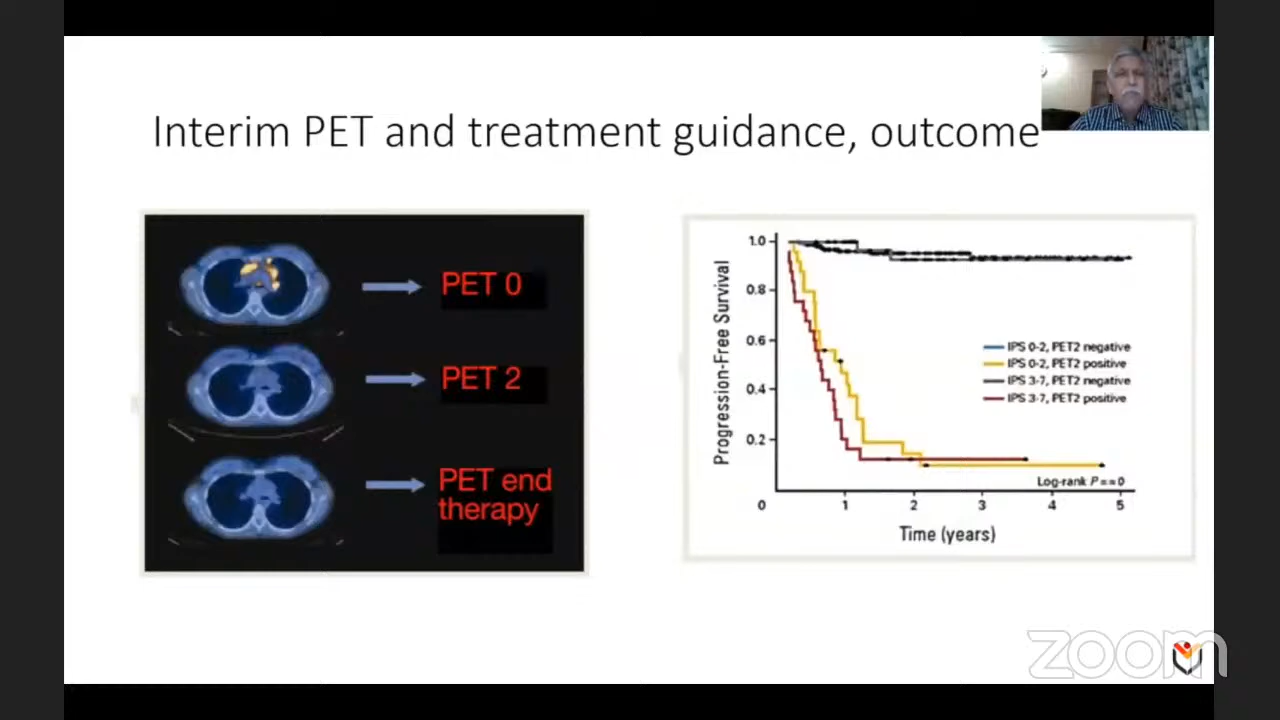 Interim PET and treatment guidance, outcome
PET 0
PET 2
PET end
therapy
Progression-Free Survival
1.0
0.8
0.6
0.4
0.2
0
1
2
3
4
5
Time (years)
IPS 0-2, PET2 negative
IPS 0-2, PET2 positive
IPS 3-7, PET2 negative
IPS 3-7, PET2 positive
Log-rank P = = 0
zoom